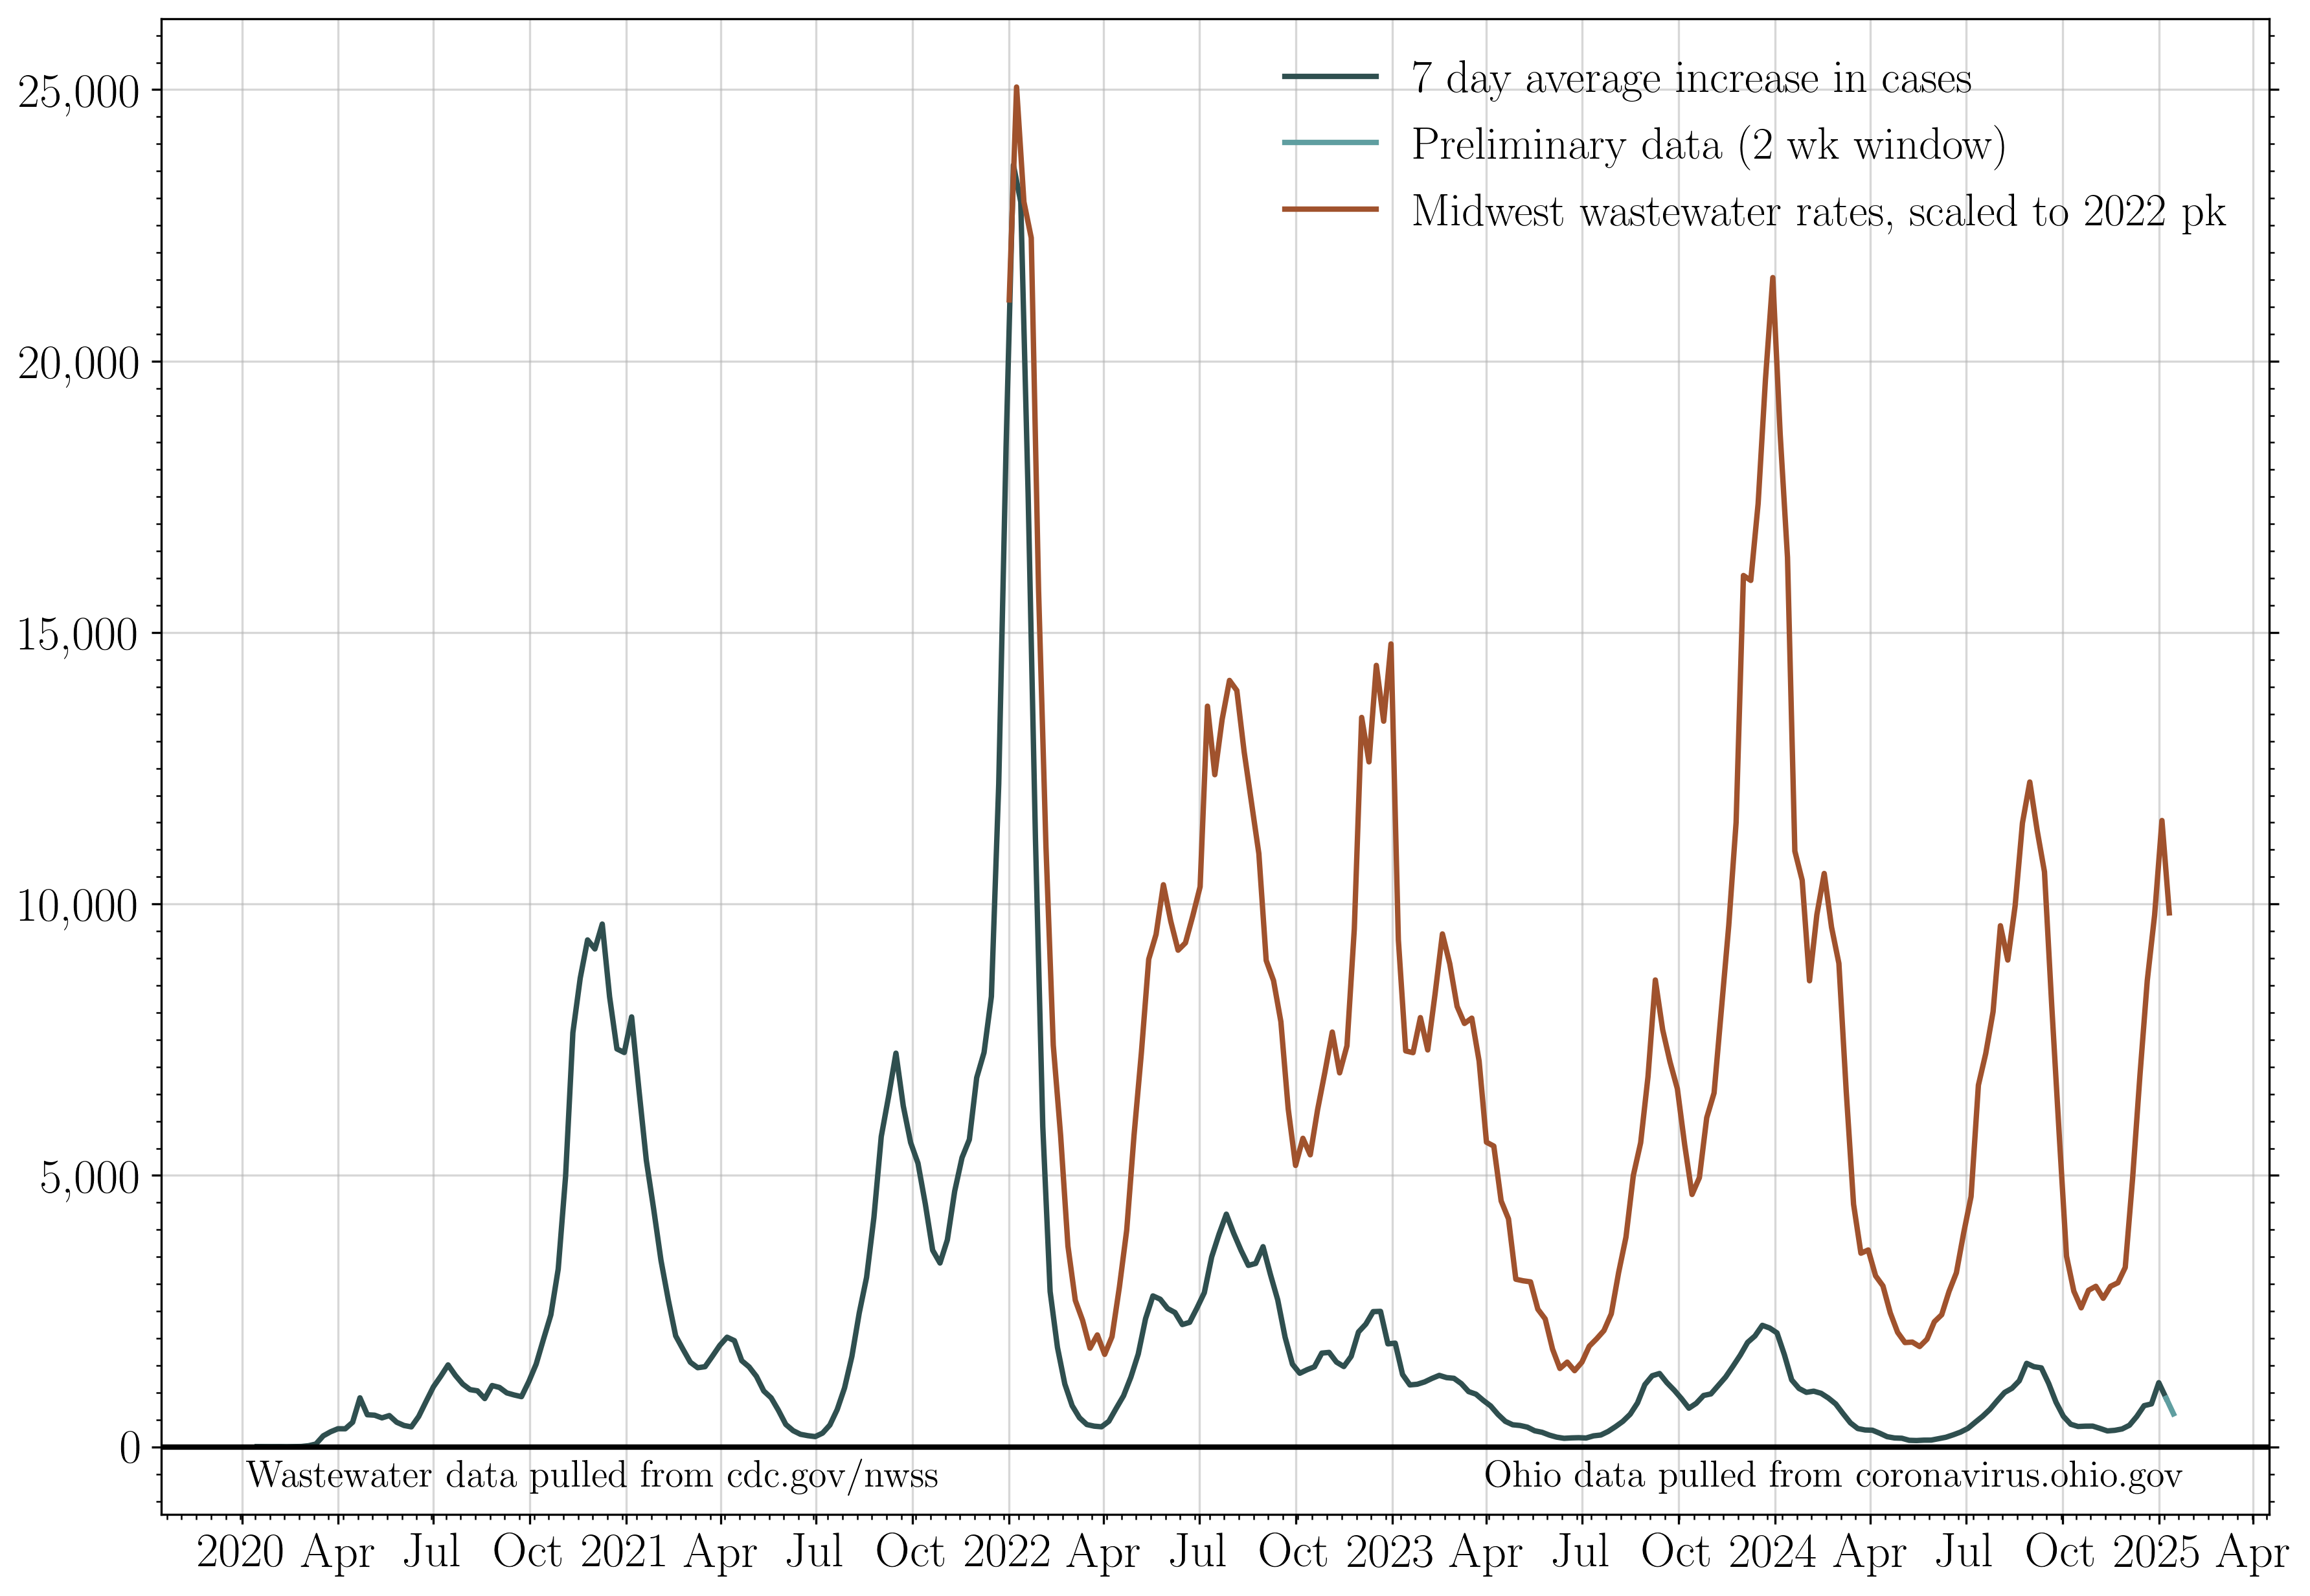 25,000
20,000
15,000
10,000
5,000
0
7 day average increase in cases
Preliminary data (2 wk window)
Midwest wastewater rates, scaled to 2022 pk
Wastewater data pulled from cdc.gov/nwss
Ohio data pulled from coronavirus.ohio.gov
2020 Apr Jul Oct 2021 Apr Jul Oct 2022 Apr Jul Oct 2023 Apr Jul Oct 2024 Apr Jul Oct 2025 Apr